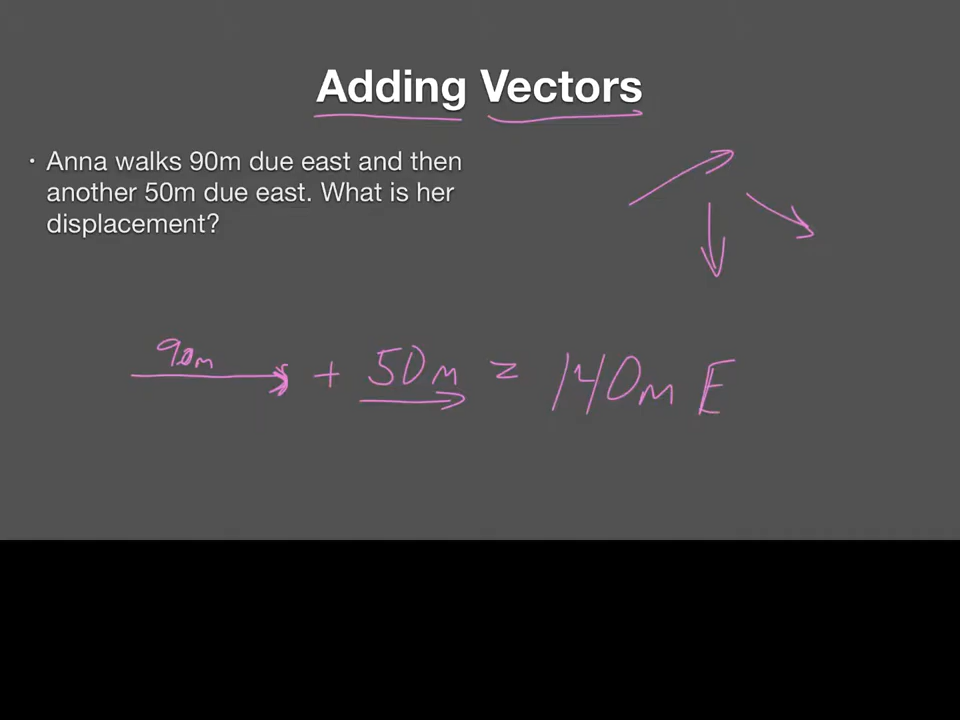 Adding Vectors
· Anna walks 90m due east and then
another 50m due east. What is her
displacement?
90m + 50m = 140m E